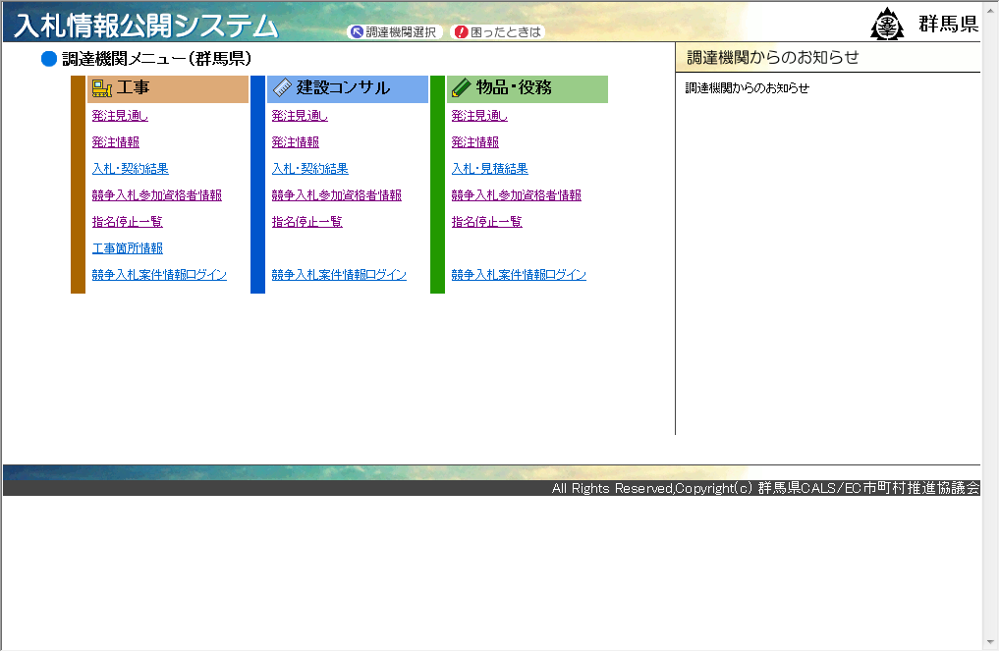 入札情報公開システム
調達機関選択
困ったときは
群馬県
調達機関メニュー(群馬県)
工事
発注見通し
発注情報
入札・契約結果
競争入札参加資格者情報
指名停止一覧
工事箇所情報
競争入札案件情報ログイン
建設コンサル
発注見通し
発注情報
入札・契約結果
競争入札参加資格者情報
指名停止一覧
競争入札案件情報ログイン
物品・役務
発注見通し
発注情報
入札・見積結果
競争入札参加資格者情報
指名停止一覧
競争入札案件情報ログイン
調達機関からのお知らせ
調達機関からのお知らせ
All Rights Reserved,Copyright(c) 群馬県CALS/EC市町村推進協議会